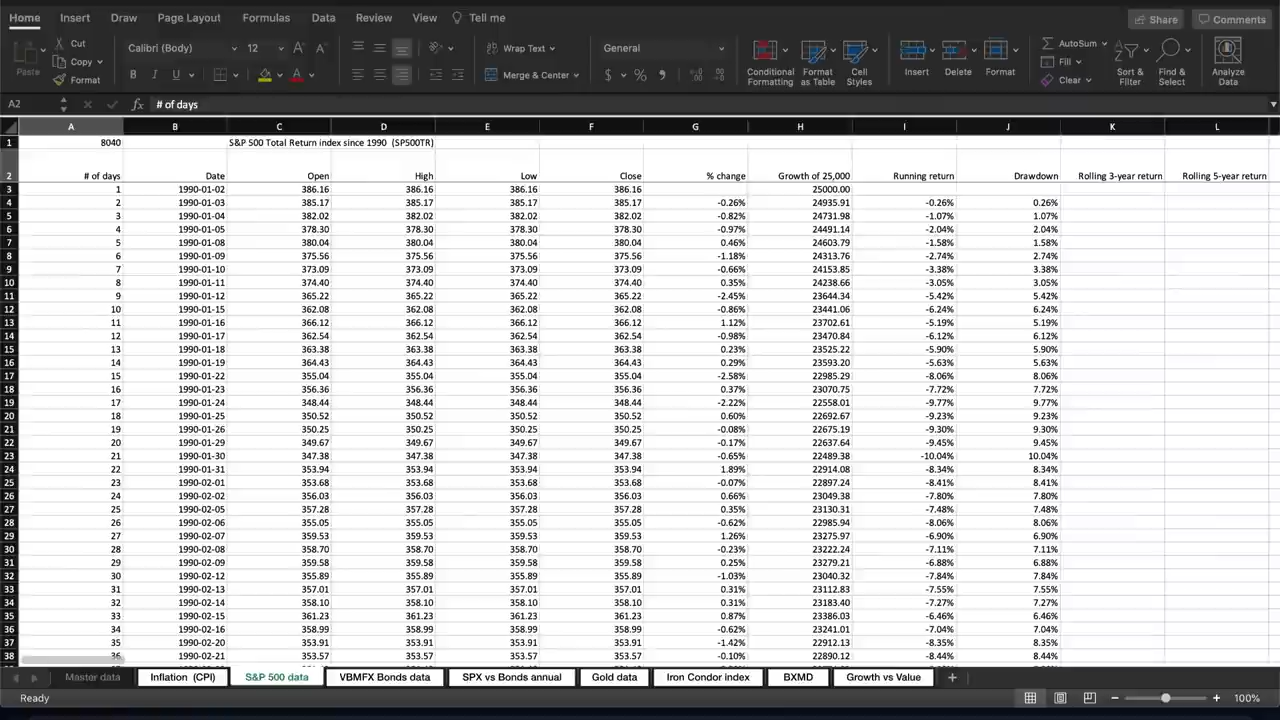 Home Insert Draw Page Layout Formulas Data Review View Tell me Share Comments
Paste Cut Copy Format
Calibri (Body) 12 A A
B I U A
Wrap Text
Merge & Center
General
$ %
Conditional Formatting
Format as Table
Cell Styles
Insert Delete Format
AutoSum
Fill
Clear
Sort & Filter
Find & Select
Analyze Data
A2 fx # of days
A B C D E F G H I J K L
1 8040 S&P 500 Total Return index since 1990 (SP500TR)
2 # of days Date Open High Low Close % change Growth of 25,000 Running return Drawdown Rolling 3-year return Rolling 5-year return
3 1 1990-01-02 386.16 386.16 386.16 386.16 25000.00
4 2 1990-01-03 385.17 385.17 385.17 385.17 -0.26% 24935.91 -0.26% 0.26%
5 3 1990-01-04 382.02 382.02 382.02 382.02 -0.82% 24731.98 -1.07% 1.07%
6 4 1990-01-05 378.30 378.30 378.30 378.30 -0.97% 24491.14 -2.04% 2.04%
7 5 1990-01-08 380.04 380.04 380.04 380.04 0.46% 24603.79 -1.58% 1.58%
8 6 1990-01-09 375.56 375.56 375.56 375.56 -1.18% 24313.76 -2.74% 2.74%
9 7 1990-01-10 373.09 373.09 373.09 373.09 -0.66% 24153.85 -3.38% 3.38%
10 8 1990-01-11 374.40 374.40 374.40 374.40 0.35% 24238.66 -3.05% 3.05%
11 9 1990-01-12 365.22 365.22 365.22 365.22 -2.45% 23644.34 -5.42% 5.42%
12 10 1990-01-15 362.08 362.08 362.08 362.08 -0.86% 23441.06 -6.24% 6.24%
13 11 1990-01-16 366.12 366.12 366.12 366.12 1.12% 23702.61 -5.19% 5.19%
14 12 1990-01-17 362.54 362.54 362.54 362.54 -0.98% 23470.84 -6.12% 6.12%
15 13 1990-01-18 363.38 363.38 363.38 363.38 0.23% 23525.22 -5.90% 5.90%
16 14 1990-01-19 364.43 364.43 364.43 364.43 0.29% 23593.20 -5.63% 5.63%
17 15 1990-01-22 355.04 355.04 355.04 355.04 -2.58% 22985.29 -8.06% 8.06%
18 16 1990-01-23 356.36 356.36 356.36 356.36 0.37% 23070.75 -7.72% 7.72%
19 17 1990-01-24 348.44 348.44 348.44 348.44 -2.22% 22558.01 -9.77% 9.77%
20 18 1990-01-25 350.52 350.52 350.52 350.52 0.60% 22692.67 -9.23% 9.23%
21 19 1990-01-26 350.25 350.25 350.25 350.25 -0.08% 22675.19 -9.30% 9.30%
22 20 1990-01-29 349.67 349.67 349.67 349.67 -0.17% 22637.64 -9.45% 9.45%
23 21 1990-01-30 347.38 347.38 347.38 347.38 -0.65% 22489.38 -10.04% 10.04%
24 22 1990-01-31 353.94 353.94 353.94 353.94 1.89% 22914.08 -8.34% 8.34%
25 23 1990-02-01 353.68 353.68 353.68 353.68 -0.07% 22897.24 -8.41% 8.41%
26 24 1990-02-02 356.03 356.03 356.03 356.03 0.66% 23049.38 -7.80% 7.80%
27 25 1990-02-05 357.28 357.28 357.28 357.28 0.35% 23130.31 -7.48% 7.48%
28 26 1990-02-06 355.05 355.05 355.05 355.05 -0.62% 22985.94 -8.06% 8.06%
29 27 1990-02-07 359.53 359.53 359.53 359.53 1.26% 23275.97 -6.90% 6.90%
30 28 1990-02-08 358.70 358.70 358.70 358.70 -0.23% 23222.24 -7.11% 7.11%
31 29 1990-02-09 359.58 359.58 359.58 359.58 0.25% 23279.21 -6.88% 6.88%
32 30 1990-02-12 355.89 355.89 355.89 355.89 -1.03% 23040.32 -7.84% 7.84%
33 31 1990-02-13 357.01 357.01 357.01 357.01 0.31% 23112.83 -7.55% 7.55%
34 32 1990-02-14 358.10 358.10 358.10 358.10 0.31% 23183.40 -7.27% 7.27%
35 33 1990-02-15 361.23 361.23 361.23 361.23 0.87% 23386.03 -6.46% 6.46%
36 34 1990-02-16 358.99 358.99 358.99 358.99 -0.62% 23241.01 -7.04% 7.04%
37 35 1990-02-20 353.91 353.91 353.91 353.91 -1.42% 22912.13 -8.35% 8.35%
38 36 1990-02-21 353.57 353.57 353.57 353.57 -0.10% 22890.12 -8.44% 8.44%
Master data Inflation (CPI) S&P 500 data VBMFX Bonds data SPX vs Bonds annual Gold data Iron Condor index BXMD Growth vs Value
Ready 100%